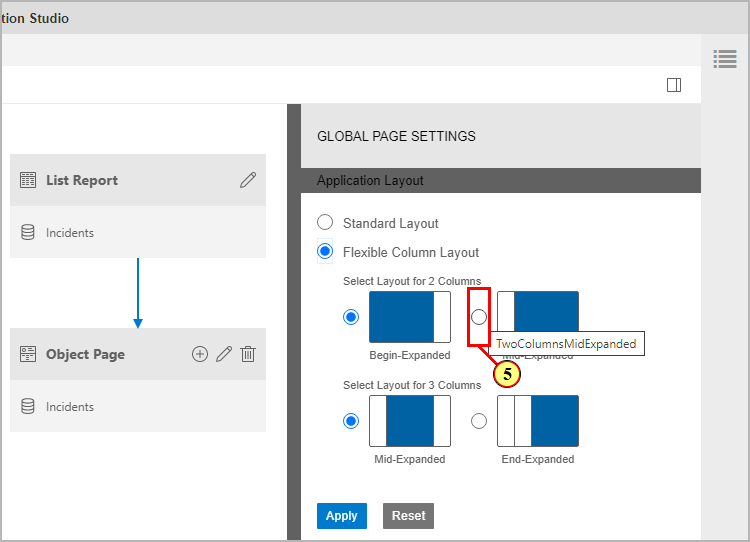 tion Studio
GLOBAL PAGE SETTINGS
Application Layout
List Report
Incidents
Object Page
Incidents
Standard Layout
Flexible Column Layout
Select Layout for 2 Columns
TwoColumnsMidExpanded
Begin-Expanded
Mid-Expanded
5
Select Layout for 3 Columns
Mid-Expanded
End-Expanded
Apply
Reset